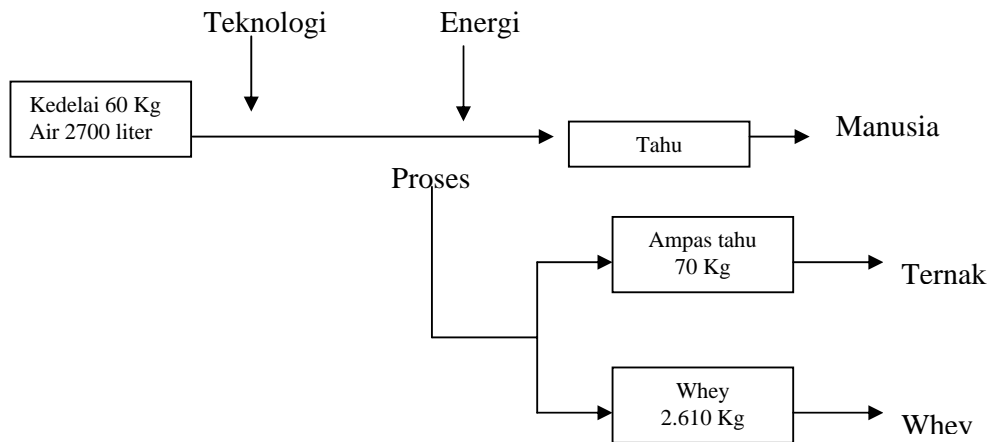 Teknologi
Energi
Kedelai 60 Kg
Air 2700 liter
Tahu
Manusia
Proses
Ampas tahu
70 Kg
Ternak
Whey
2.610 Kg
Whey